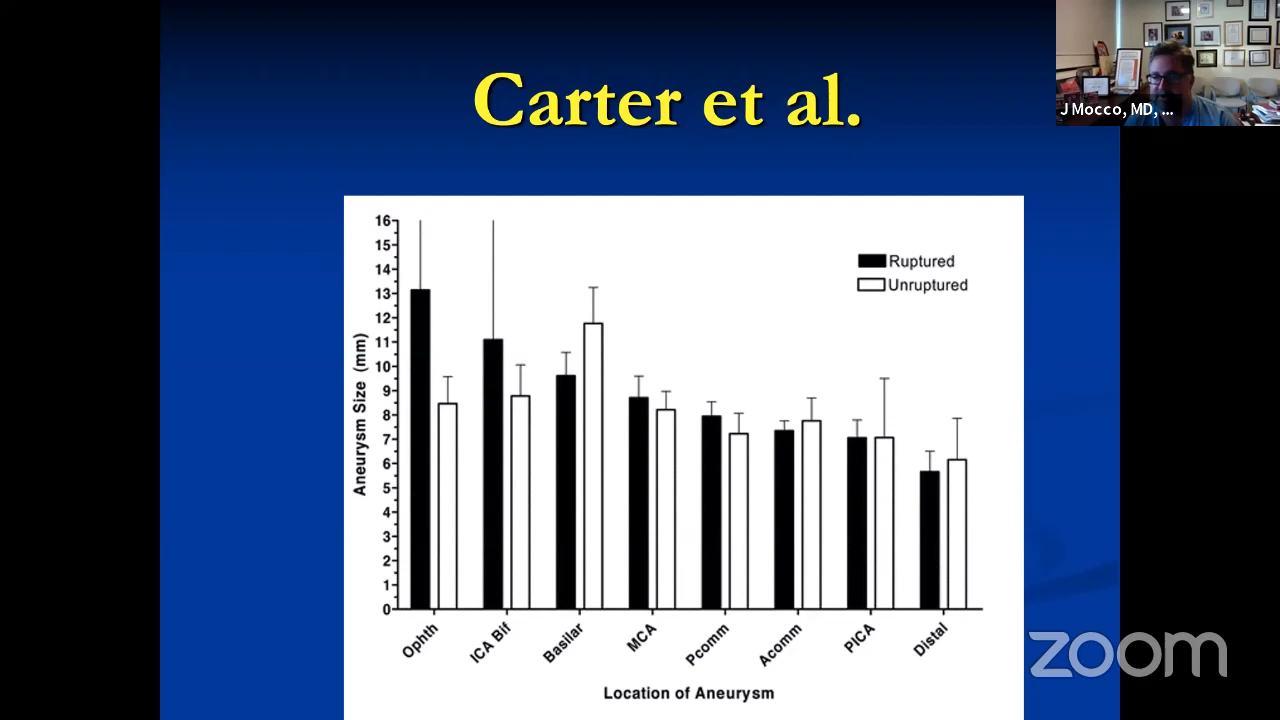 Carter et al.
J Mocco, MD, ...
16
15
14
13
12
11
10
9
8
7
6
5
4
3
2
1
0
Aneurysm Size (mm)
Ruptured
Unruptured
Ophth
ICA Bif
Basilar
MCA
Pcomm
Acomm
PICA
Distal
Location of Aneurysm
zoom